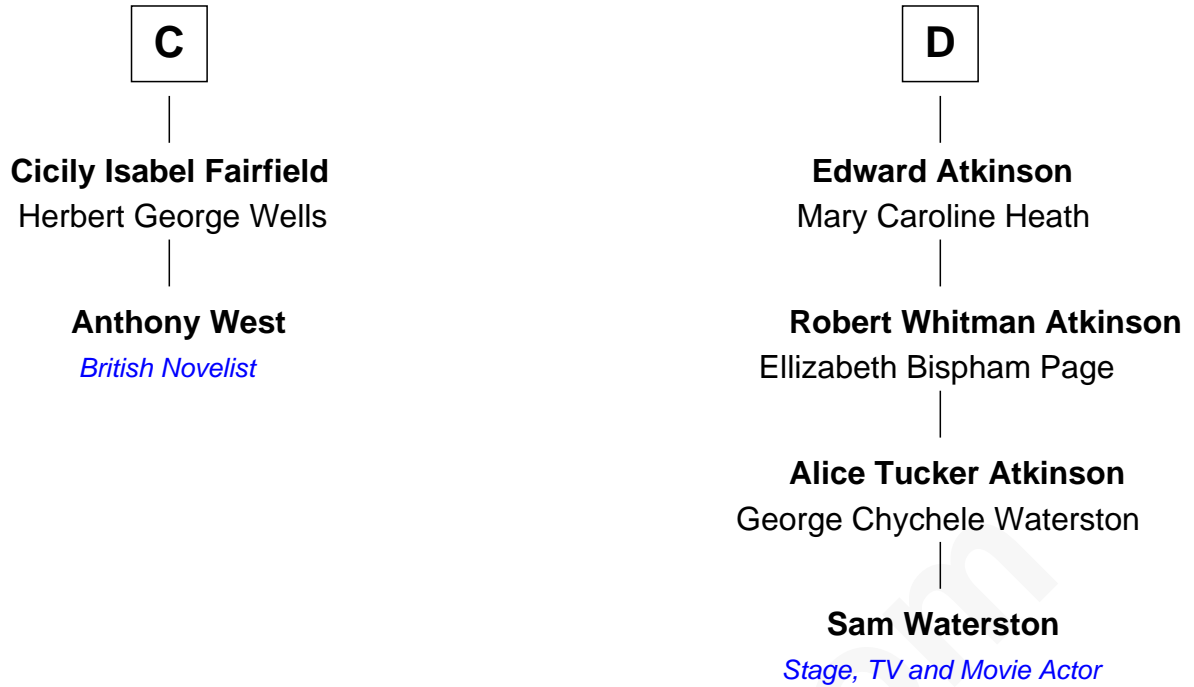 C
Cicily Isabel Fairfield
Herbert George Wells
Anthony West
British Novelist
D
Edward Atkinson
Mary Caroline Heath
Robert Whitman Atkinson
Ellizabeth Bispham Page
Alice Tucker Atkinson
George Chychele Waterston
Sam Waterston
Stage, TV and Movie Actor
om